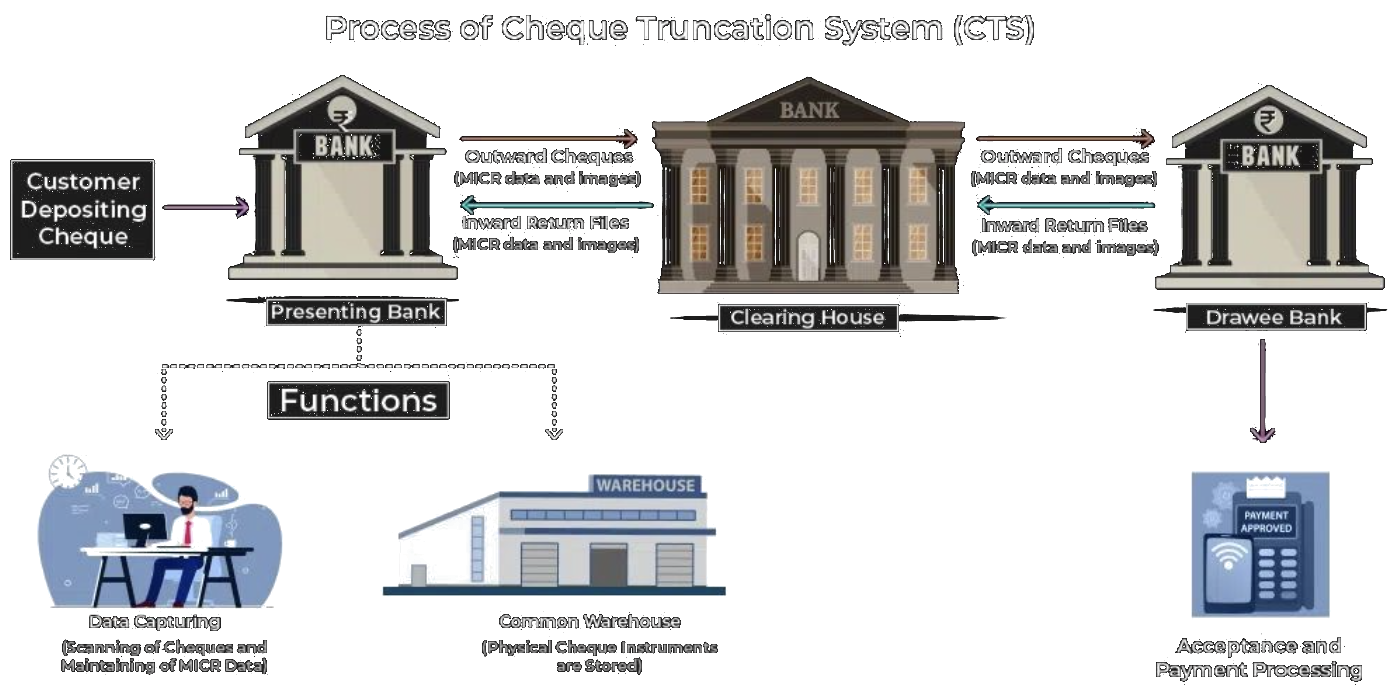 Process of Cheque Truncation System (CTS)
BANK
BANK
BANK
Customer
Depositing
Cheque
Outward Cheques
(MICR data and images)
Inward Return Files
(MICR data and images)
Outward Cheques
(MICR data and images)
Inward Return Files
(MICR data and images)
Presenting Bank
Clearing House
Drawee Bank
Functions
WAREHOUSE
PAYMENT
APPROVED
Data Capturing
(Scanning of Cheques and
Maintaining of MICR Data)
Common Warehouse
(Physical Cheque Instruments
are Stored)
Acceptance and
Payment Processing